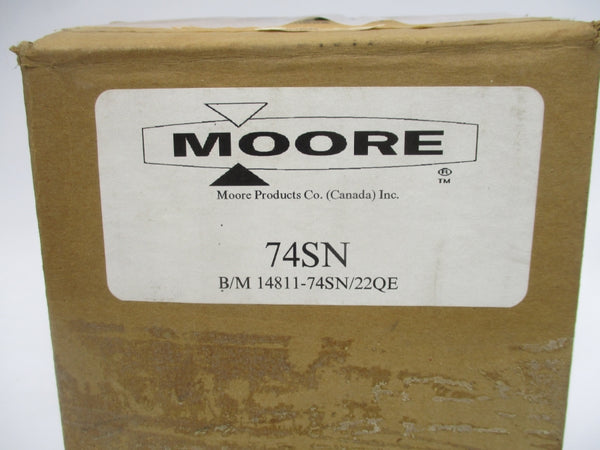 MOORE
®
TM
Moore Products Co. (Canada) Inc.
74SN
B/M 14811-74SN/22QE